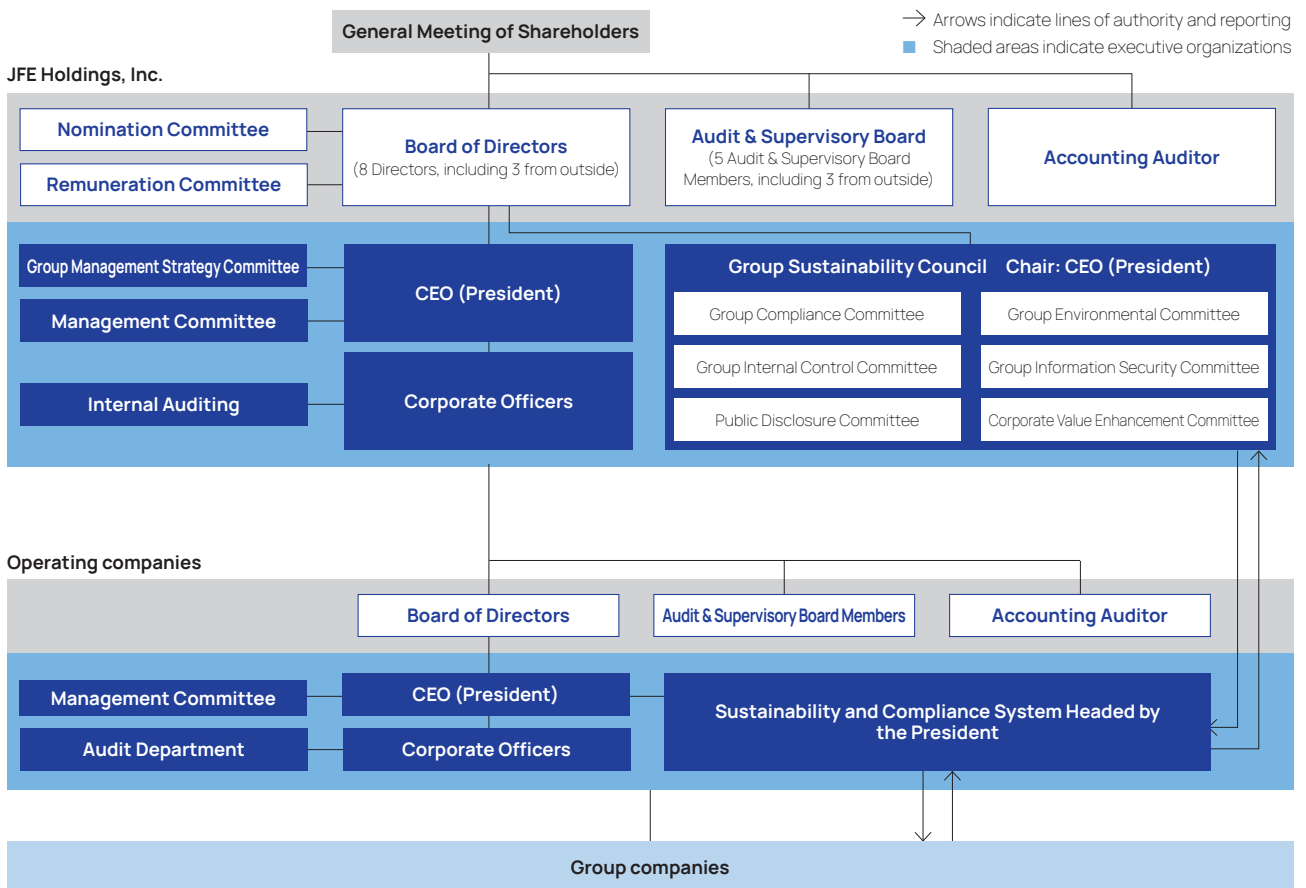 General Meeting of Shareholders
→ Arrows indicate lines of authority and reporting
Shaded areas indicate executive organizations
JFE Holdings, Inc.
Nomination Committee
Remuneration Committee
Board of Directors
(8 Directors, including 3 from outside)
Audit & Supervisory Board
(5 Audit & Supervisory Board
Members, including 3 from outside)
Accounting Auditor
Group Management Strategy Committee
Management Committee
Internal Auditing
CEO (President)
Corporate Officers
Group Sustainability Council Chair: CEO (President)
Group Compliance Committee
Group Environmental Committee
Group Internal Control Committee
Group Information Security Committee
Public Disclosure Committee
Corporate Value Enhancement Committee
Operating companies
Board of Directors
Audit & Supervisory Board Members
Accounting Auditor
Management Committee
CEO (President)
Audit Department
Corporate Officers
Sustainability and Compliance System Headed by
the President
Group companies